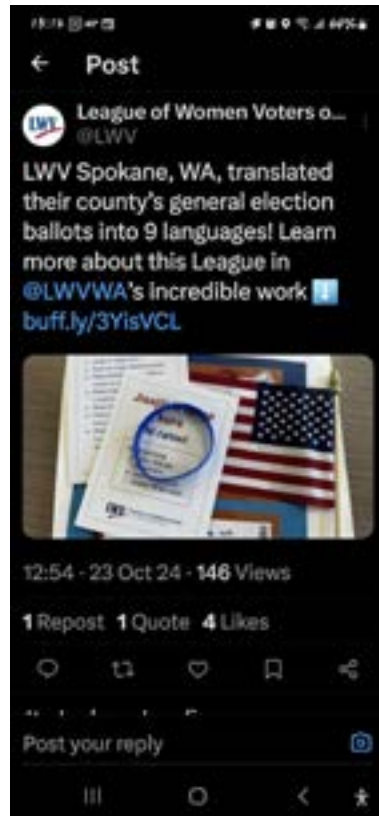 Post
League of Women Voters o...
LWV
@LWV
LWV Spokane, WA, translated
their county's general election
ballots into 9 languages! Learn
more about this League in
@LWVWA's incredible work ⬇️
buff.ly/3YisVCL
12:54 · 23 Oct 24 · 146 Views
1 Repost 1 Quote 4 Likes
Post your reply